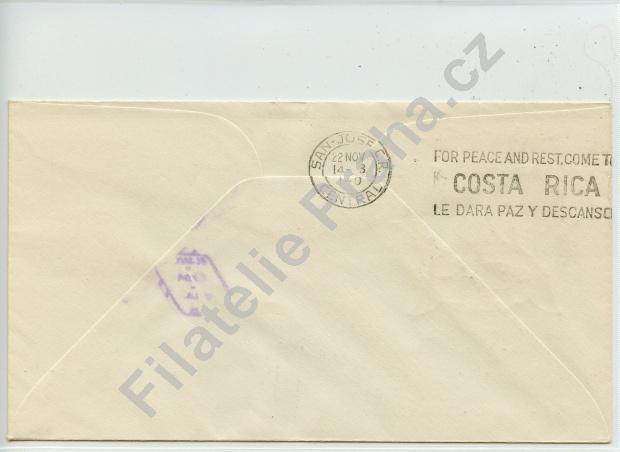 SAN-JOSE C.R.
22 NOV
CENTRAL
FOR PEACE AND REST, COME TO
COSTA RICA
LE DARA PAZ Y DESCANSO
Filatelie Praha.cz